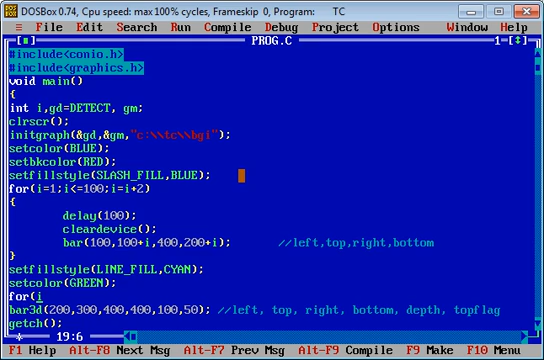 DOSBox 0.74, Cpu speed: max 100% cycles, Frameskip 0, Program: TC
≡ File Edit Search Run Compile Debug Project Options Window Help
[■] PROG.C 1=[↕]
#include<conio.h>
#include<graphics.h>
void main()
{
int i,gd=DETECT, gm;
clrscr();
initgraph(&gd,&gm,"c:\\tc\\bgi");
setcolor(BLUE);
setbkcolor(RED);
setfillstyle(SLASH_FILL,BLUE);
for(i=1;i<=100;i=i+2)
{
delay(100);
cleardevice();
bar(100,100+i,400,200+i); //left,top,right,bottom
}
setfillstyle(LINE_FILL,CYAN);
setcolor(GREEN);
for(i
bar3d(200,300,400,400,100,50); //left, top, right, bottom, depth, topflag
getch();
* 19:6
F1 Help Alt-F8 Next Msg Alt-F7 Prev Msg Alt-F9 Compile F9 Make F10 Menu